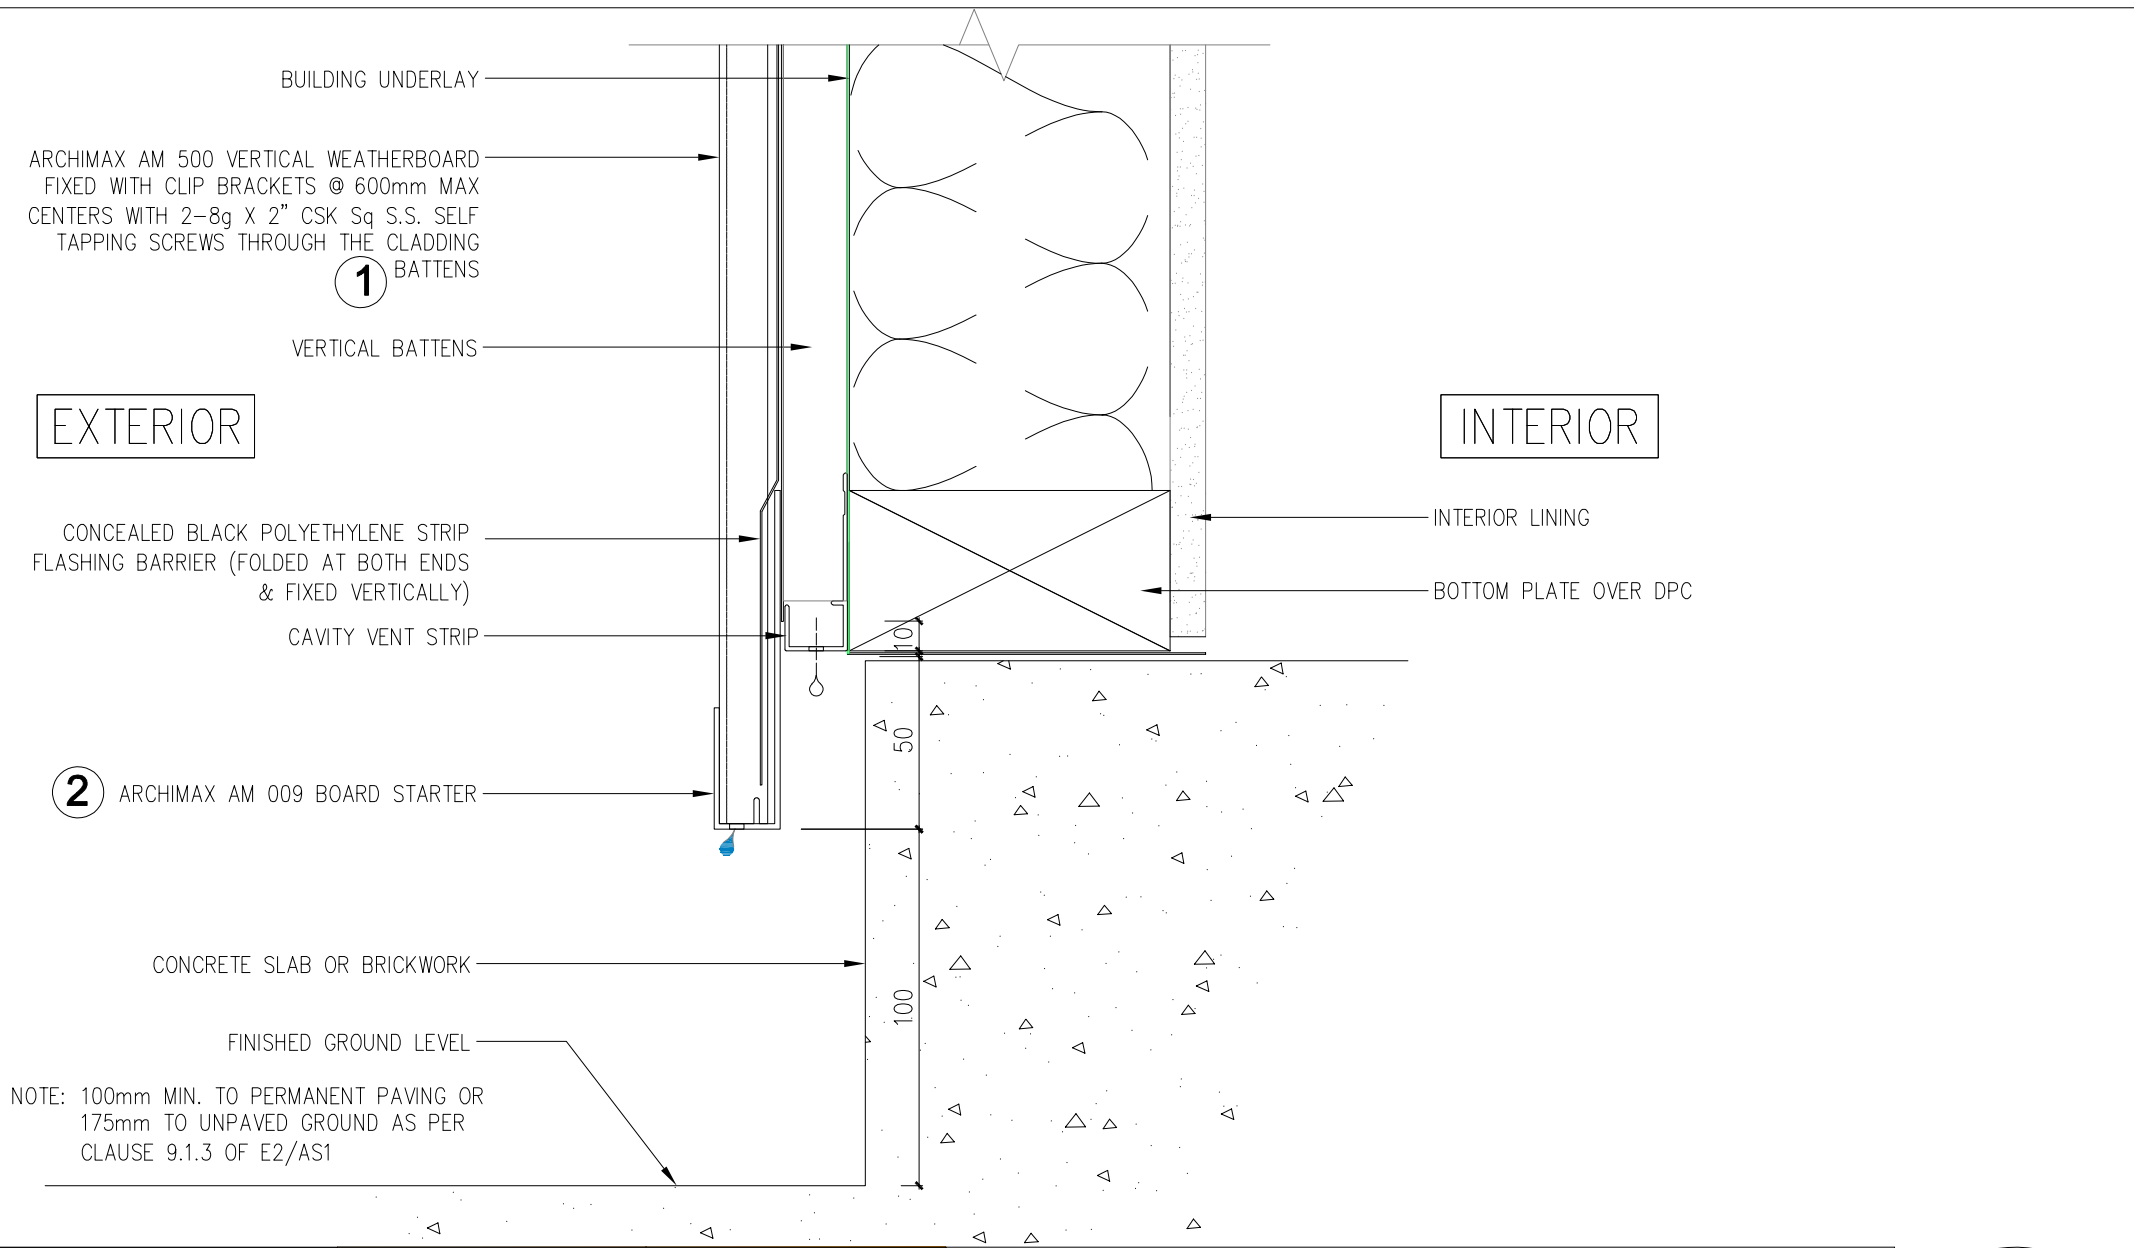 BUILDING UNDERLAY
ARCHIMAX AM 500 VERTICAL WEATHERBOARD
FIXED WITH CLIP BRACKETS @ 600mm MAX
CENTERS WITH 2-8g X 2" CSK Sq S.S. SELF
TAPPING SCREWS THROUGH THE CLADDING
BATTENS
1
VERTICAL BATTENS
EXTERIOR
INTERIOR
CONCEALED BLACK POLYETHYLENE STRIP
FLASHING BARRIER (FOLDED AT BOTH ENDS
& FIXED VERTICALLY)
INTERIOR LINING
BOTTOM PLATE OVER DPC
CAVITY VENT STRIP
10
50
2 ARCHIMAX AM 009 BOARD STARTER
CONCRETE SLAB OR BRICKWORK
100
FINISHED GROUND LEVEL
NOTE: 100mm MIN. TO PERMANENT PAVING OR
175mm TO UNPAVED GROUND AS PER
CLAUSE 9.1.3 OF E2/AS1